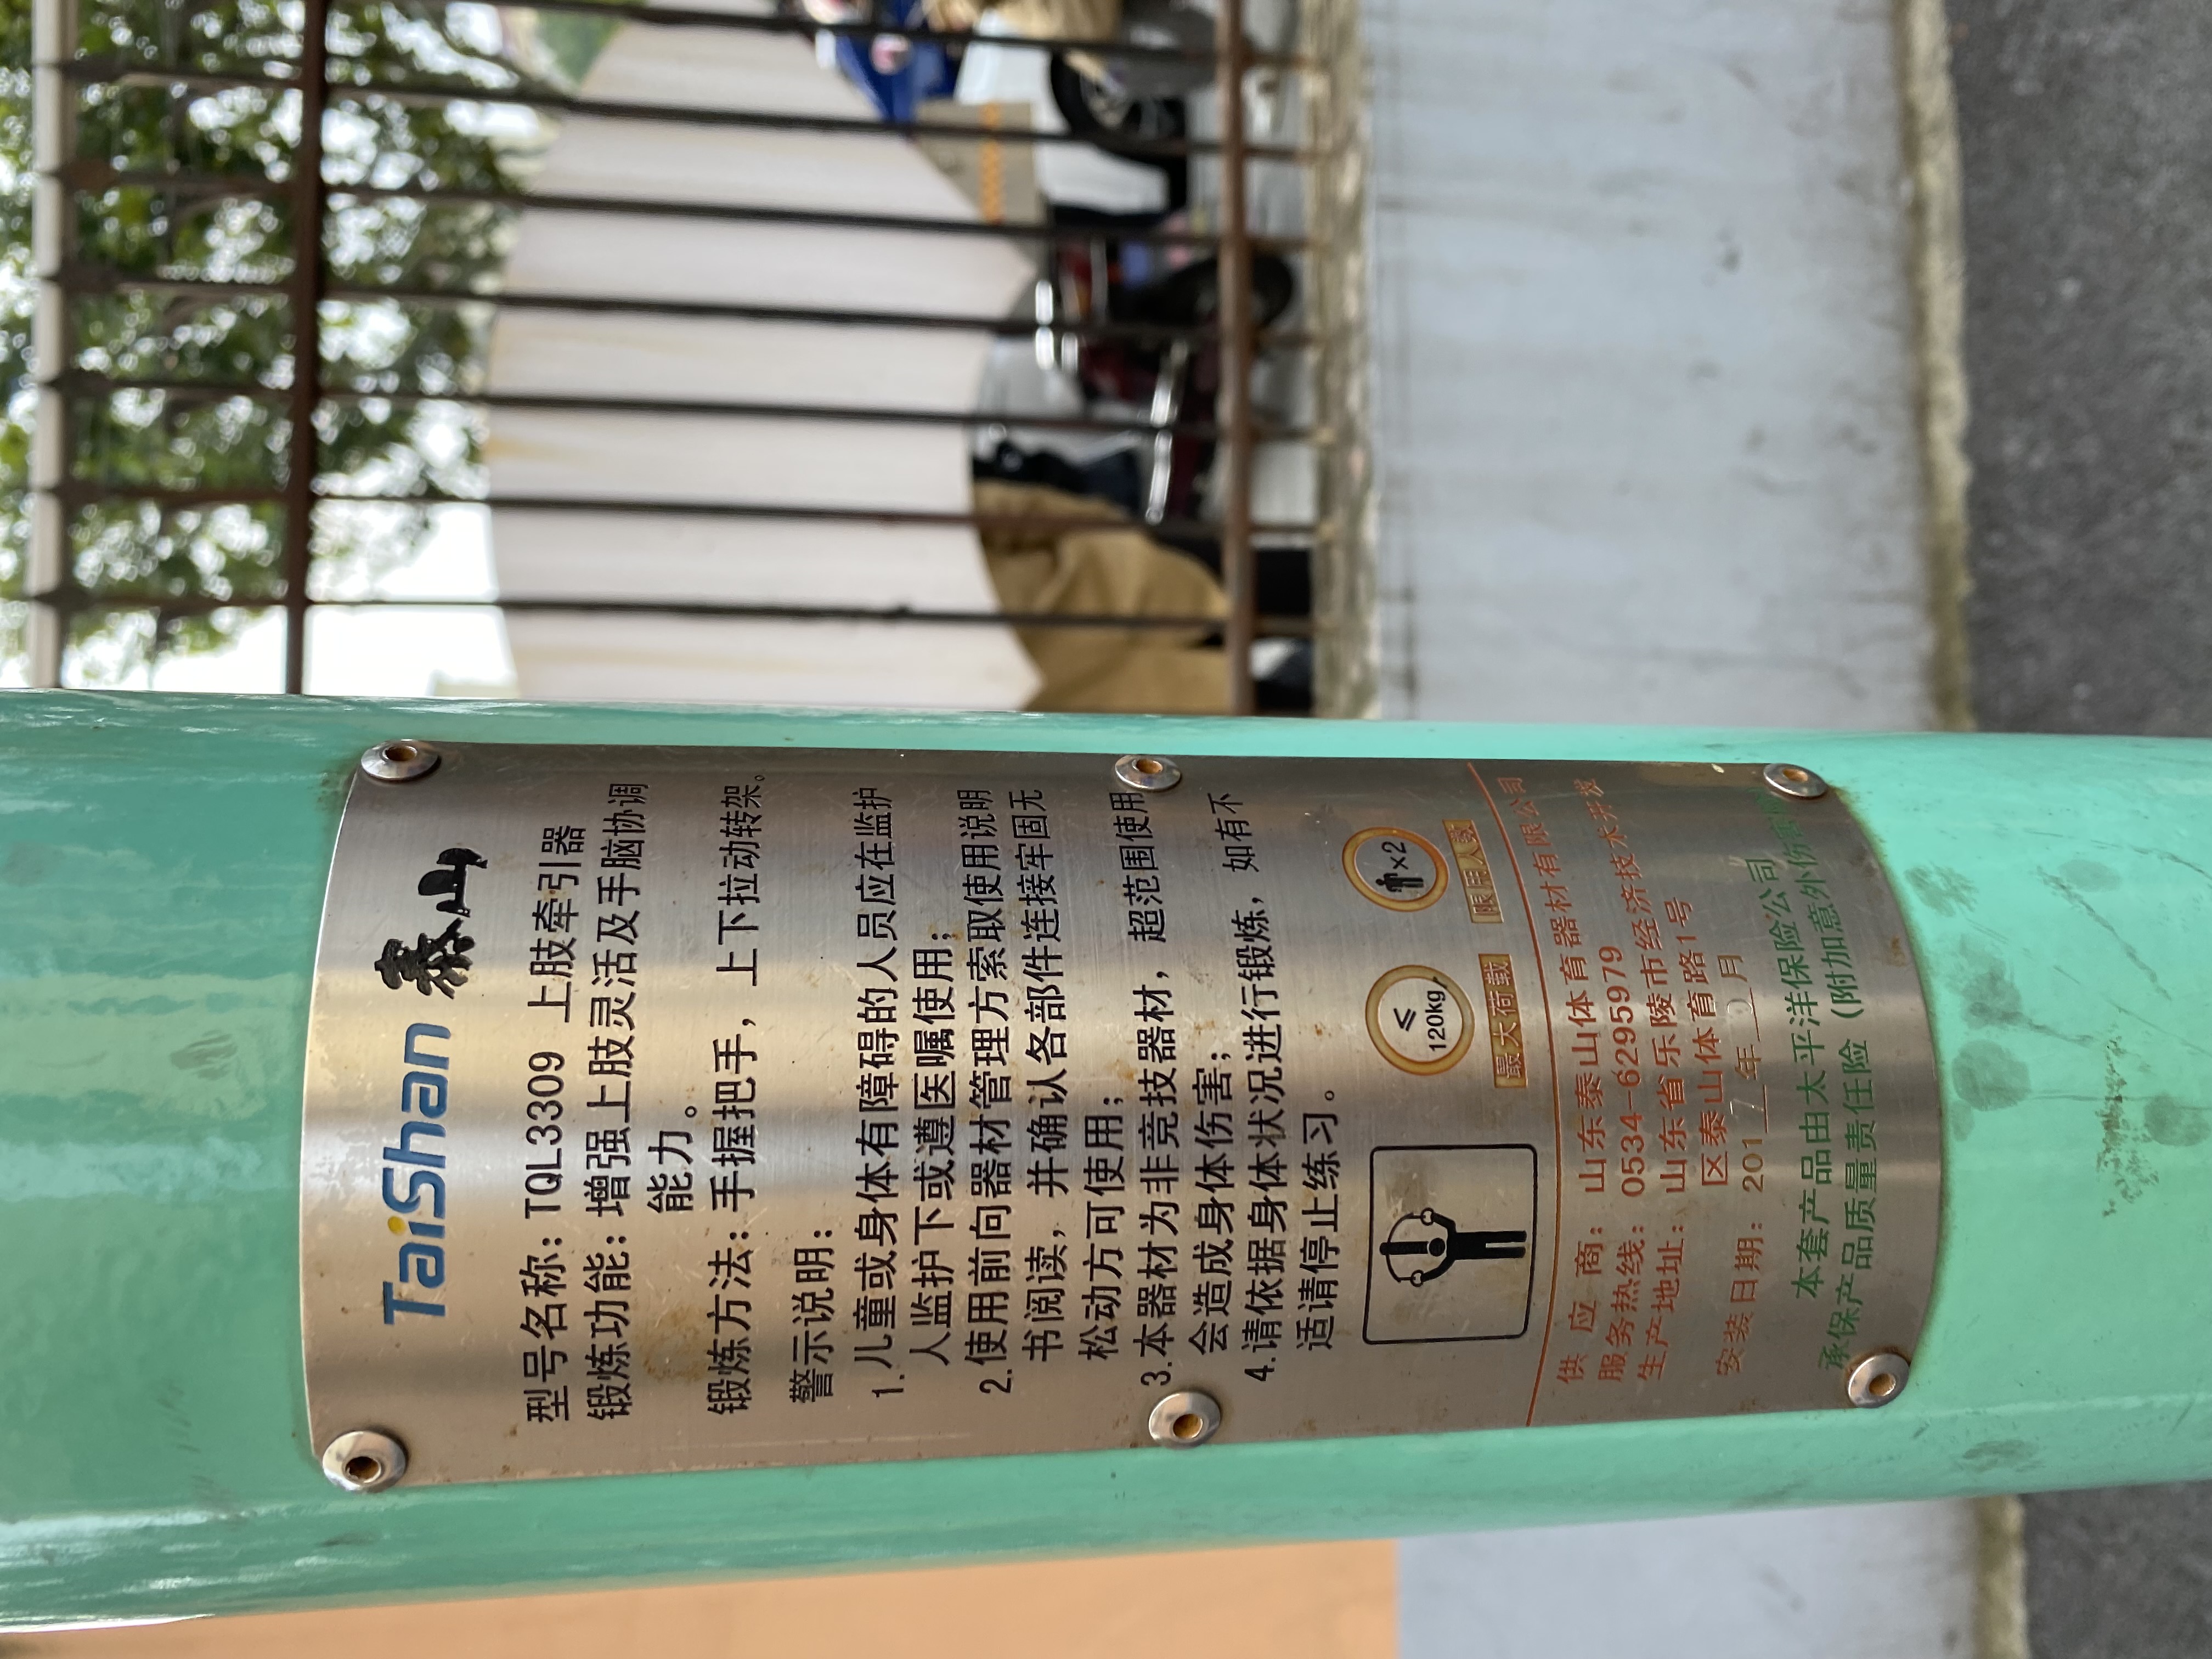 TaiShan 泰山
型号名称：TQL3309 上肢牵引器
锻炼功能：增强上肢灵活及手脑协调
能力。
锻炼方法：手握把手，上下拉动转架。
警示说明：
1.儿童或身体有障碍的人员应在监护
人监护下或遵医嘱使用；
2.使用前向器材管理方索取使用说明
书阅读，并确认各部件连接牢固无
松动方可使用；
3.本器材为非竞技器材，超范围使用
会造成身体伤害；
4.请依据身体状况进行锻炼，如有不
适请停止练习。
≤
120kg
最大荷载
×2
限用人数
供应商：山东泰山体育器材有限公司
服务热线：0534-6295979
生产地址：山东省乐陵市经济技术开发
区泰山体育路1号
安装日期：2017年 月
本套产品由太平洋保险公司
承保产品质量责任险（附加意外伤害